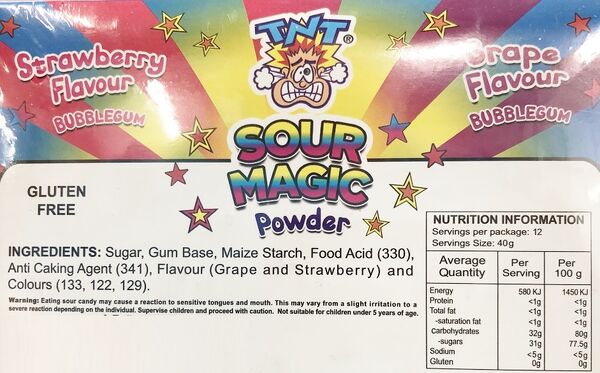 TNT®
Strawberry
Flavour
BUBBLEGUM
Grape
Flavour
BUBBLEGUM
SOUR
MAGIC
Powder
GLUTEN
FREE
INGREDIENTS: Sugar, Gum Base, Maize Starch, Food Acid (330),
Anti Caking Agent (341), Flavour (Grape and Strawberry) and
Colours (133, 122, 129).
Warning: Eating sour candy may cause a reaction to sensitive tongues and mouth. This may vary from a slight irritation to a
severe reaction depending on the individual. Supervise children and proceed with caution. Not suitable for children under 5 years of age.
NUTRITION INFORMATION
Servings per package: 12
Servings Size: 40g
Average Quantity Per Serving Per 100 g
Energy 580 KJ 1450 KJ
Protein <1g <1g
Total fat <1g <1g
-saturation fat <1g <1g
Carbohydrates 32g 80g
-sugars 31g 77.5g
Sodium <5g <5g
Gluten 0g 0g